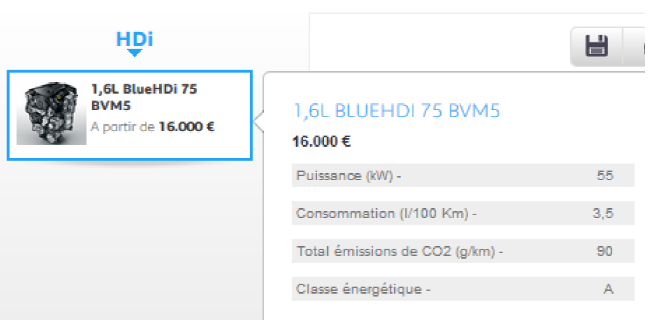 HDi
1,6L BlueHDi 75
BVM5
A partir de 16.000 €
1,6L BLUEHDI 75 BVM5
16.000 €
Puissance (kW) - 55
Consommation (l/100 Km) - 3,5
Total émissions de CO2 (g/km) - 90
Classe énergétique - A